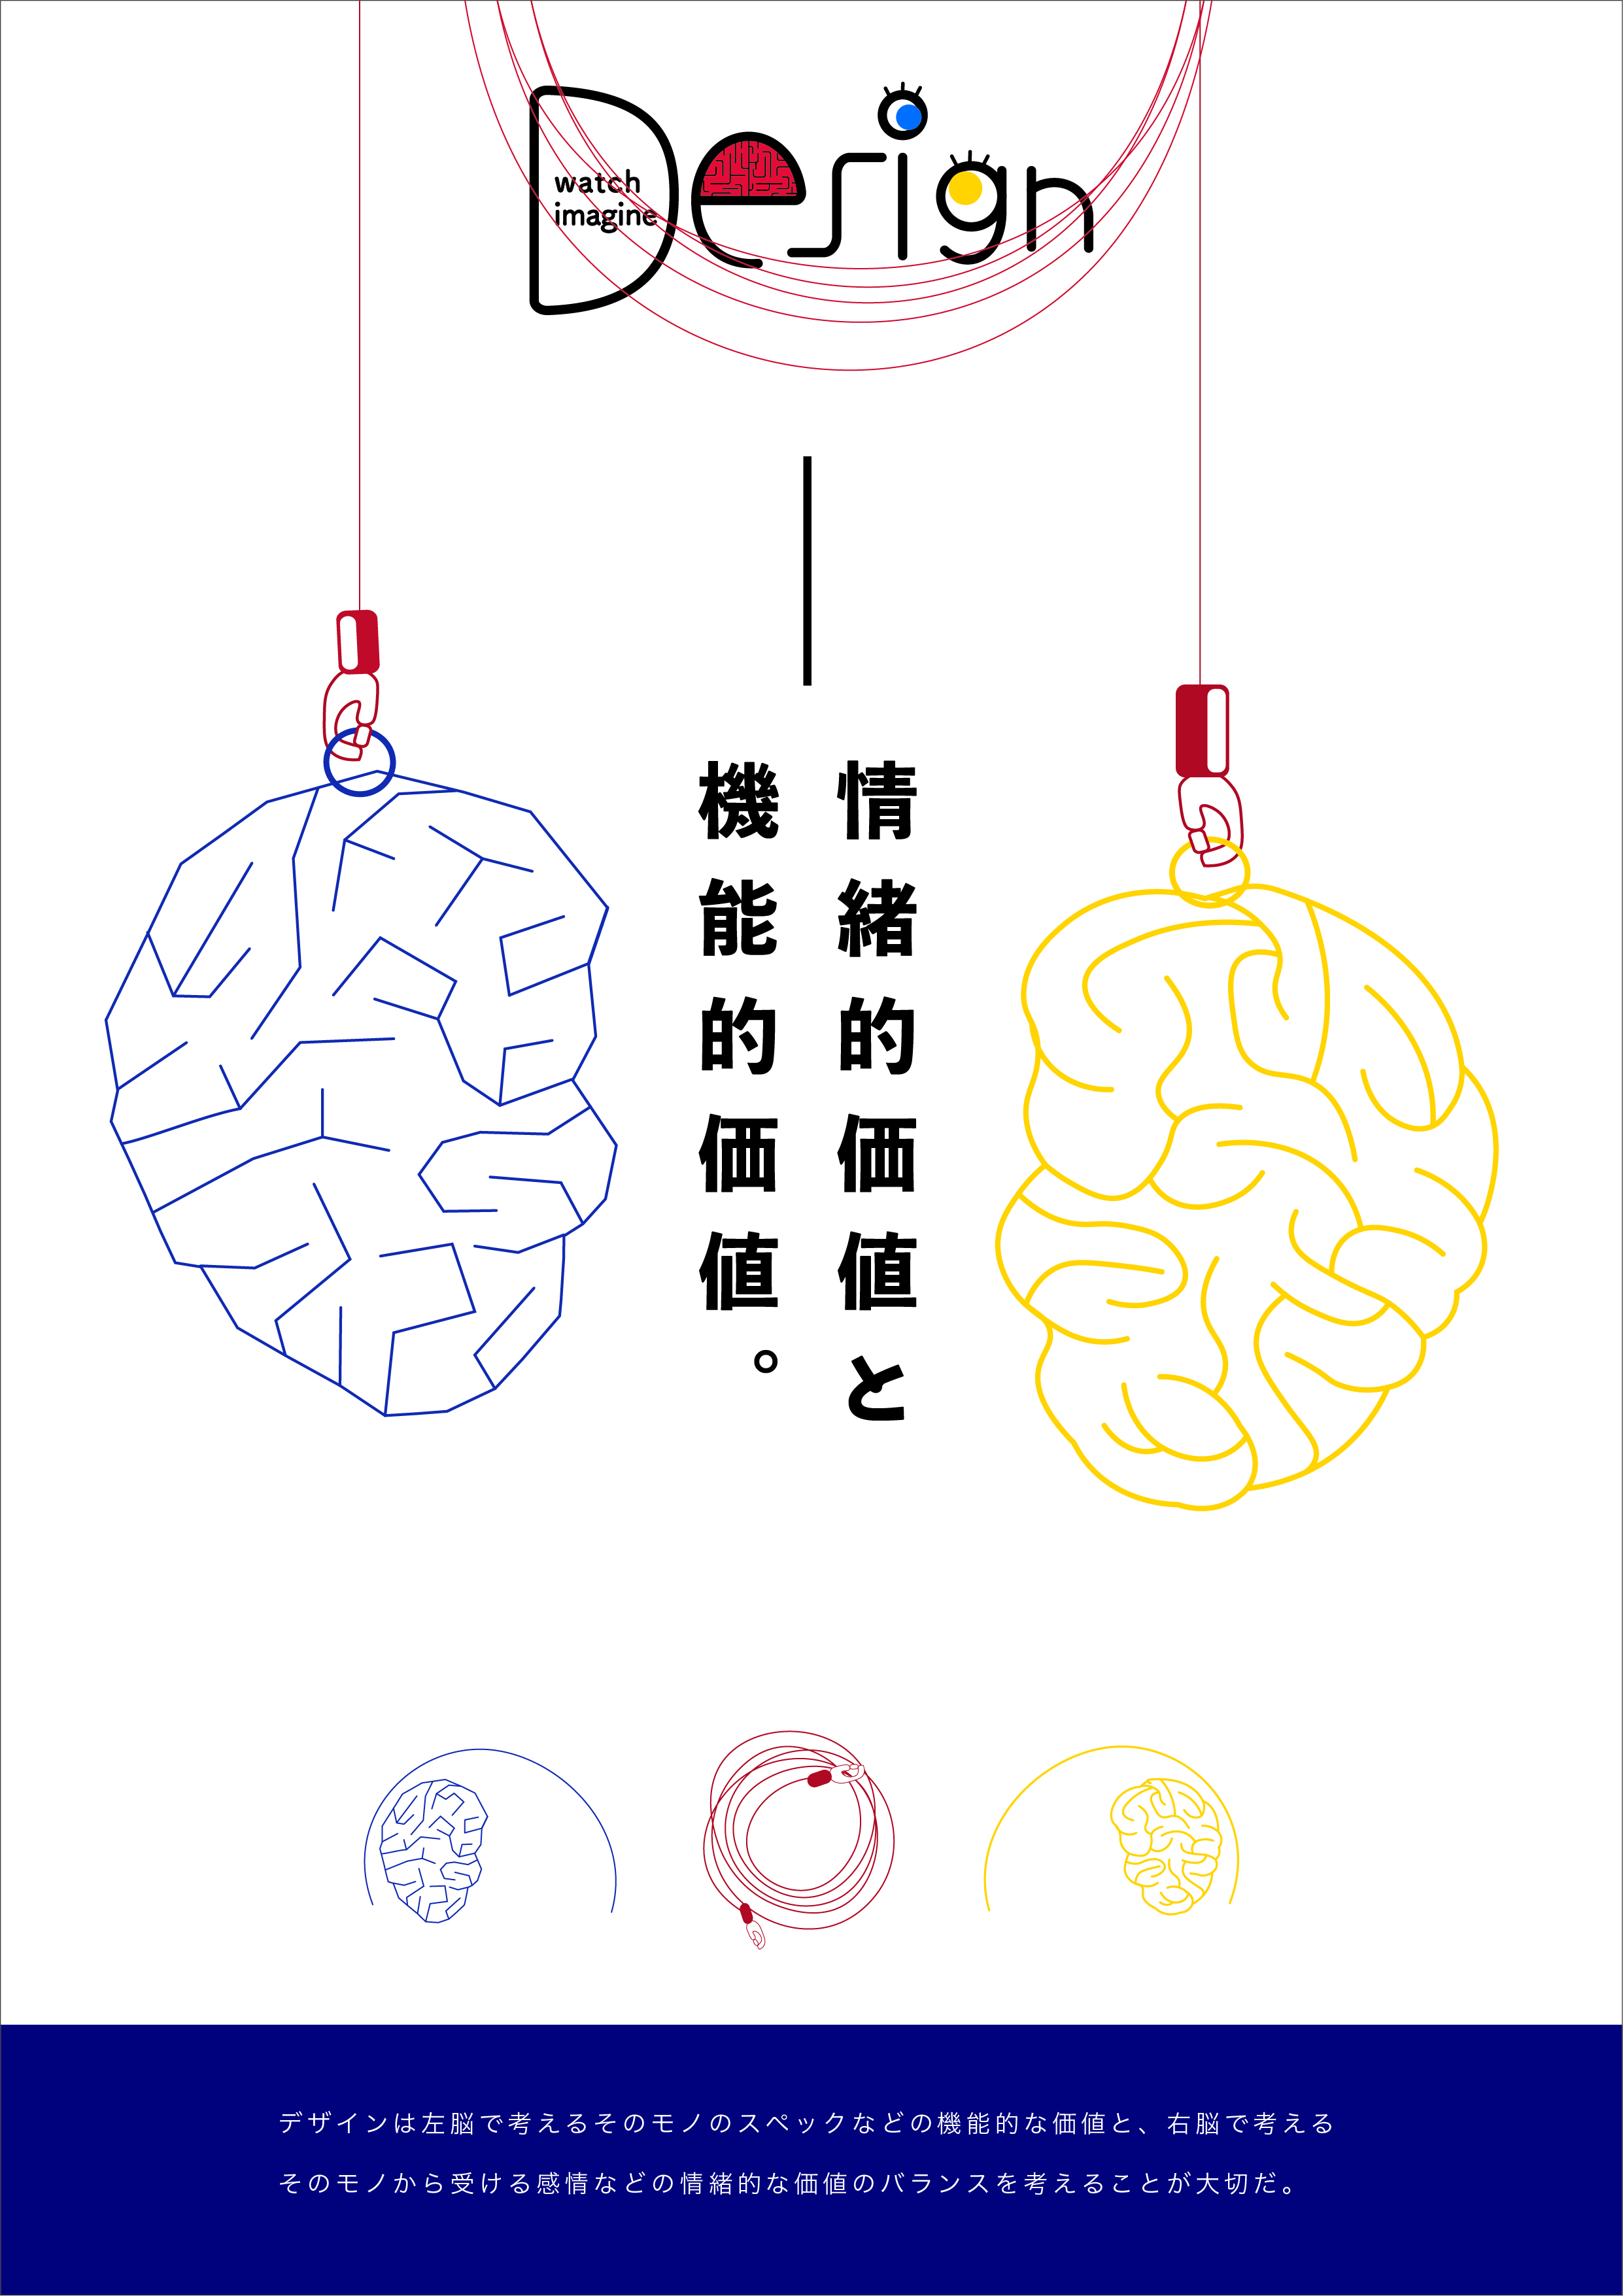 Design
watch
imagine
情緒的価値と
機能的価値。
デザインは左脳で考えるそのモノのスペックなどの機能的な価値と、右脳で考える
そのモノから受ける感情などの情緒的な価値のバランスを考えることが大切だ。